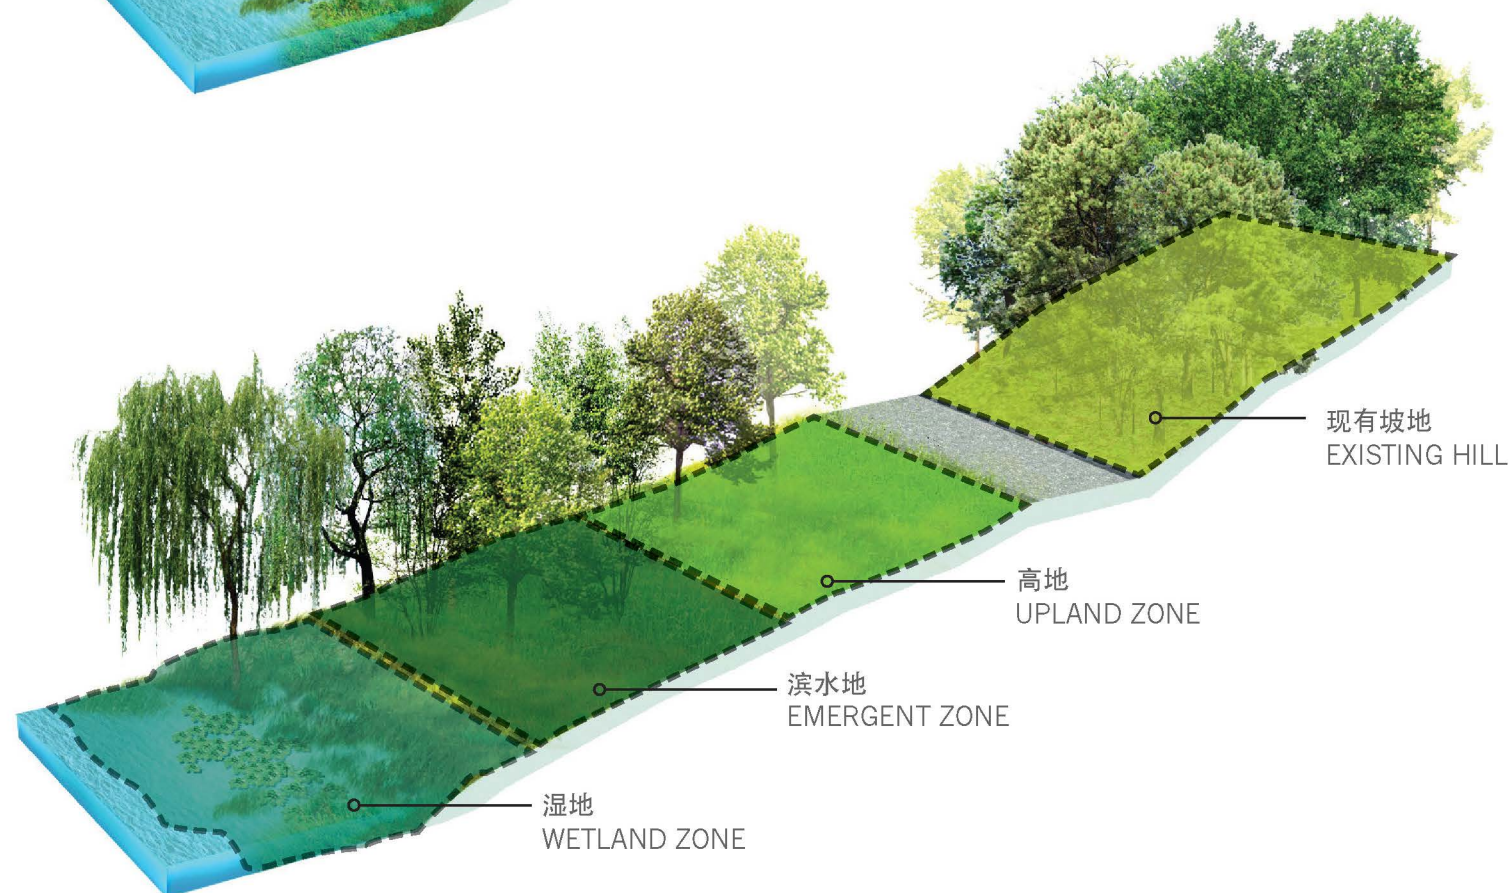 现有坡地
EXISTING HILL
高地
UPLAND ZONE
滨水地
EMERGENT ZONE
湿地
WETLAND ZONE